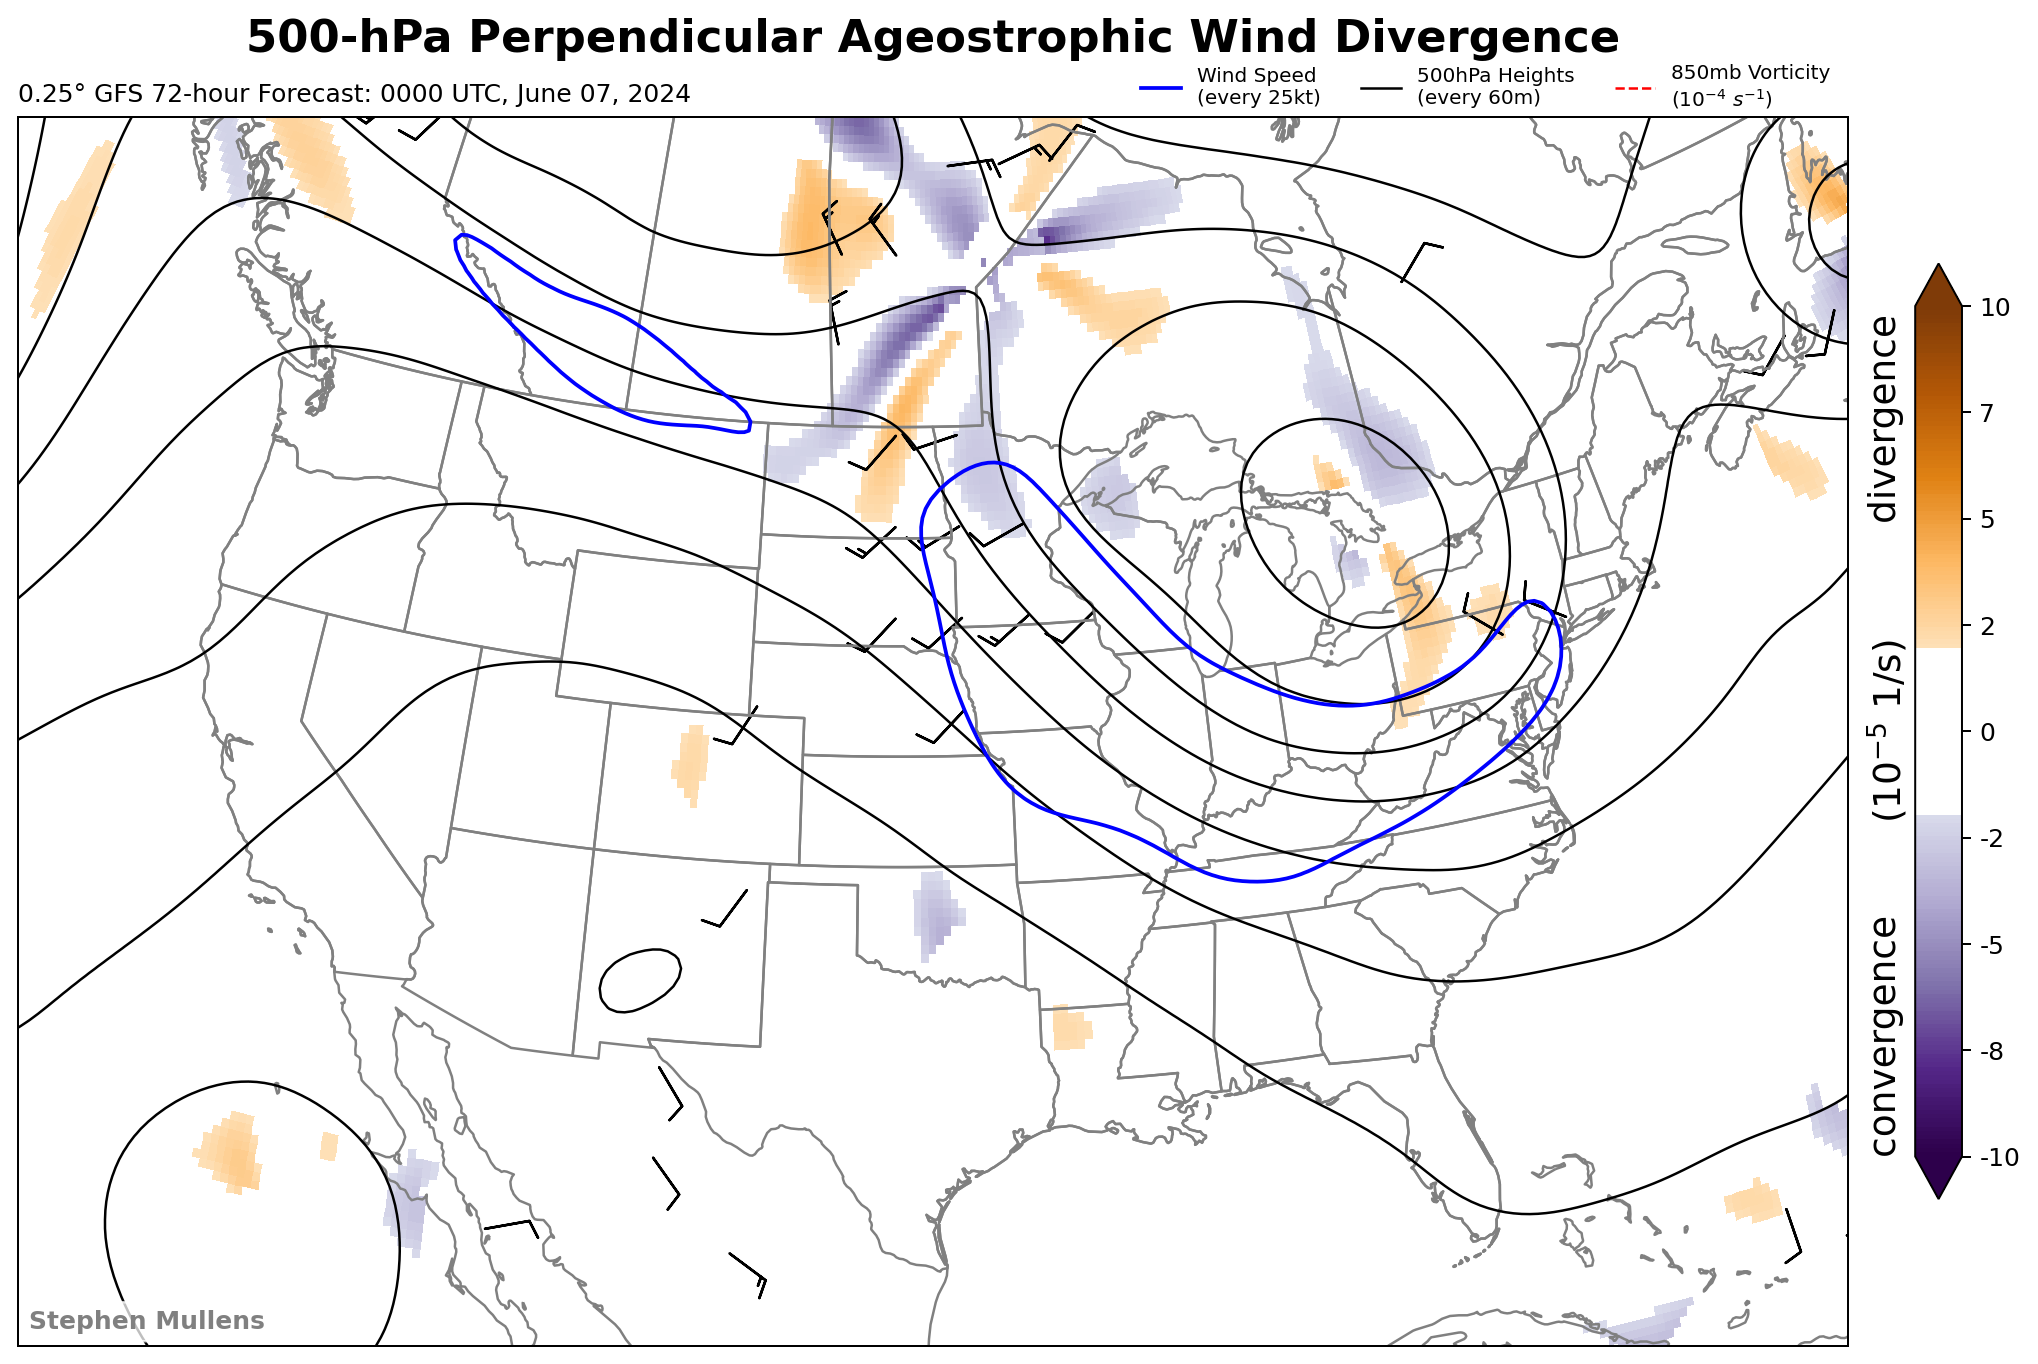 500-hPa Perpendicular Ageostrophic Wind Divergence
0.25° GFS 72-hour Forecast: 0000 UTC, June 07, 2024
Wind Speed
(every 25kt)
500hPa Heights
(every 60m)
850mb Vorticity
(10⁻⁴ s⁻¹)
10
7
5
2
0
-2
-5
-8
-10
convergence (10⁻⁵ 1/s) divergence
Stephen Mullens